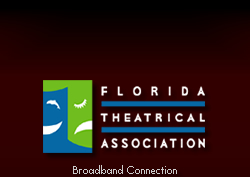 FLORIDA
THEATRICAL
ASSOCIATION
Broadband Connection